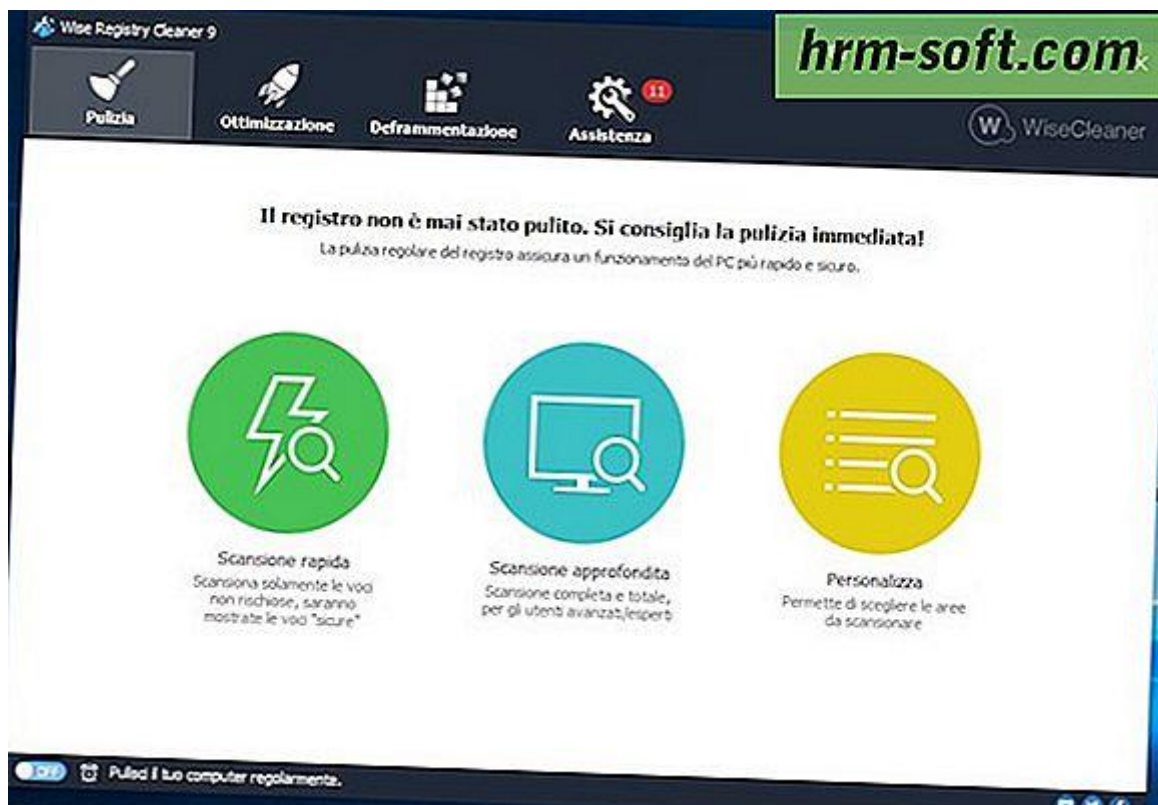 Wise Registry Cleaner 9
hrm-soft.com
Pulizia
Ottimizzazione
Deframmentazione
Assistenza
11
W WiseCleaner
Il registro non è mai stato pulito. Si consiglia la pulizia immediata!
La pulizia regolare del registro assicura un funzionamento del PC più rapido e sicuro.
Scansione rapida
Scansiona solamente le voci
non rischiose, saranno
mostrate le voci "sicure"
Scansione approfondita
Scansione completa e totale,
per gli utenti avanzati/esperti
Personalizza
Permette di scegliere le aree
da scansionare
OFF
Pulisci il tuo computer regolarmente.